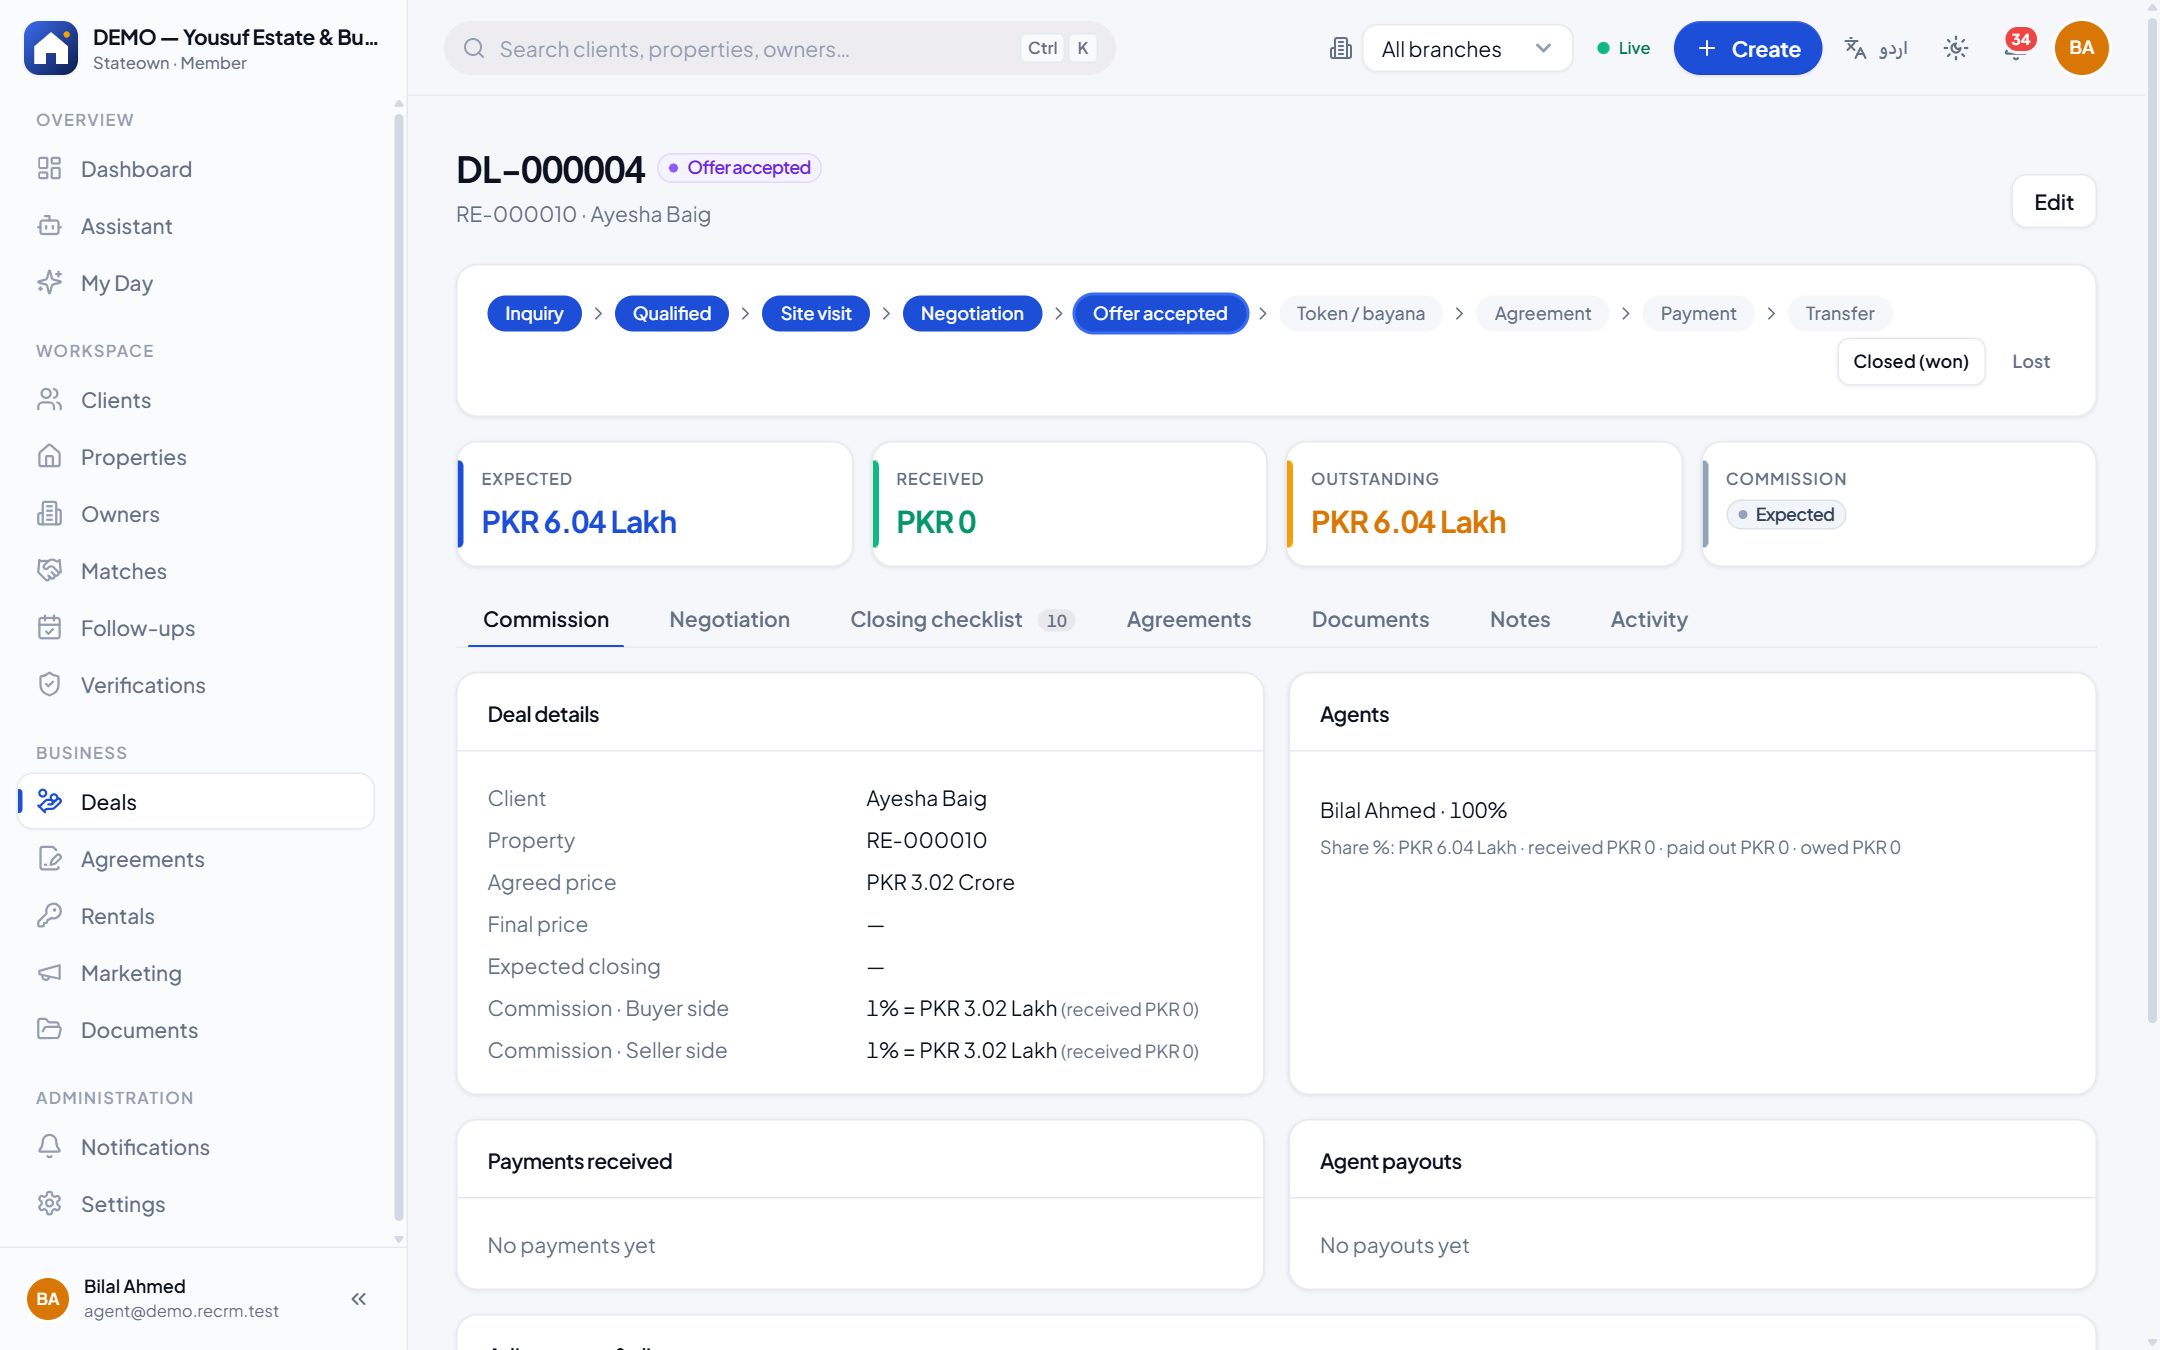 DEMO — Yousuf Estate & Bu...
Stateown · Member
OVERVIEW
Dashboard
Assistant
My Day
WORKSPACE
Clients
Properties
Owners
Matches
Follow-ups
Verifications
BUSINESS
Deals
Agreements
Rentals
Marketing
Documents
ADMINISTRATION
Notifications
Settings
BA
Bilal Ahmed
agent@demo.recrm.test
Search clients, properties, owners... Ctrl K
All branches
Live
+ Create
اردو
34
BA
DL-000004 Offer accepted
RE-000010 · Ayesha Baig
Edit
Inquiry > Qualified > Site visit > Negotiation > Offer accepted > Token / bayana > Agreement > Payment > Transfer
Closed (won) Lost
EXPECTED
PKR 6.04 Lakh
RECEIVED
PKR 0
OUTSTANDING
PKR 6.04 Lakh
COMMISSION
Expected
Commission Negotiation Closing checklist 10 Agreements Documents Notes Activity
Deal details
Client Ayesha Baig
Property RE-000010
Agreed price PKR 3.02 Crore
Final price —
Expected closing —
Commission · Buyer side 1% = PKR 3.02 Lakh (received PKR 0)
Commission · Seller side 1% = PKR 3.02 Lakh (received PKR 0)
Agents
Bilal Ahmed · 100%
Share %: PKR 6.04 Lakh · received PKR 0 · paid out PKR 0 · owed PKR 0
Payments received
No payments yet
Agent payouts
No payouts yet